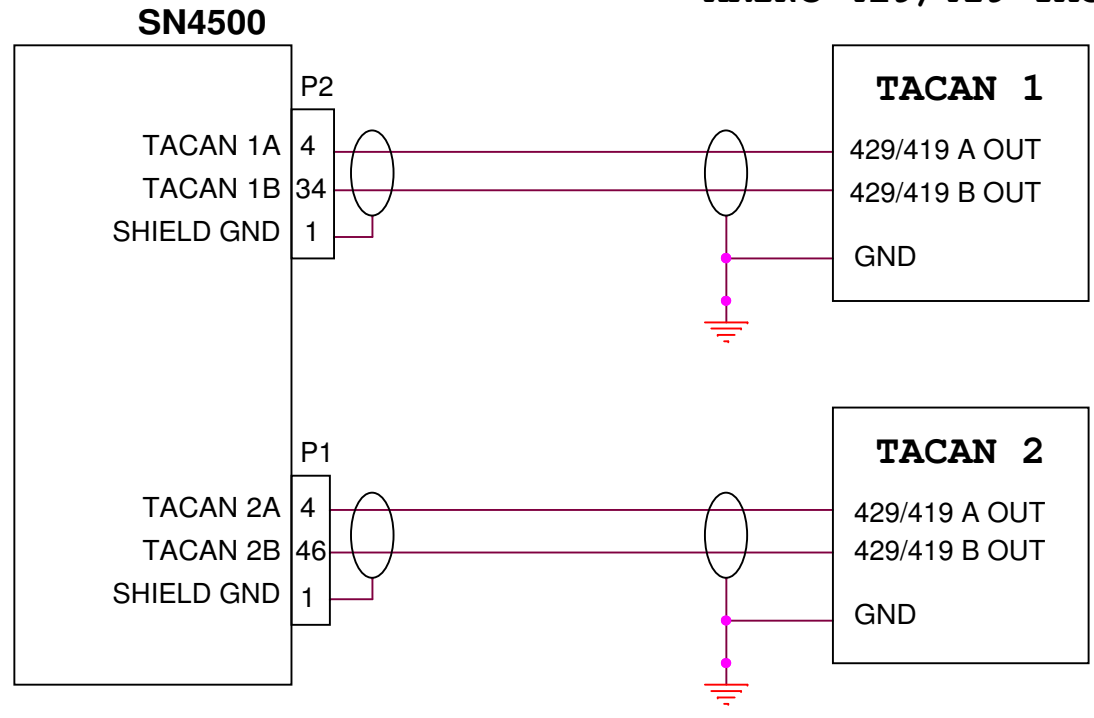 SN4500
P2
TACAN 1A 4
TACAN 1B 34
SHIELD GND 1
TACAN 1
429/419 A OUT
429/419 B OUT
GND
P1
TACAN 2A 4
TACAN 2B 46
SHIELD GND 1
TACAN 2
429/419 A OUT
429/419 B OUT
GND